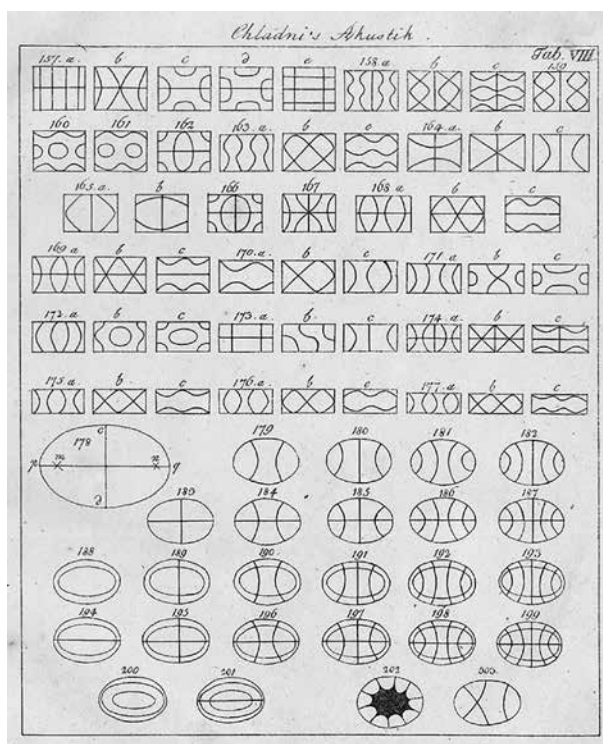 Chladni's Akustik.
Tab. VIII
157. a. b c d e 158. a b c 159
160 161 162 163. a b c 164. a. b c
165. a. b 166 167 168 a b c
169 a b c 170. a b c 171. a b c
172. a b c 173. a b. c 174. a b c
175. a b. c 176. a b c 177. a b c
178 c p m n q d 179 180 181 182
183 184 185 186 187
188 189 190. 191 192 193
194 195 196 197 198 199
200 201 202